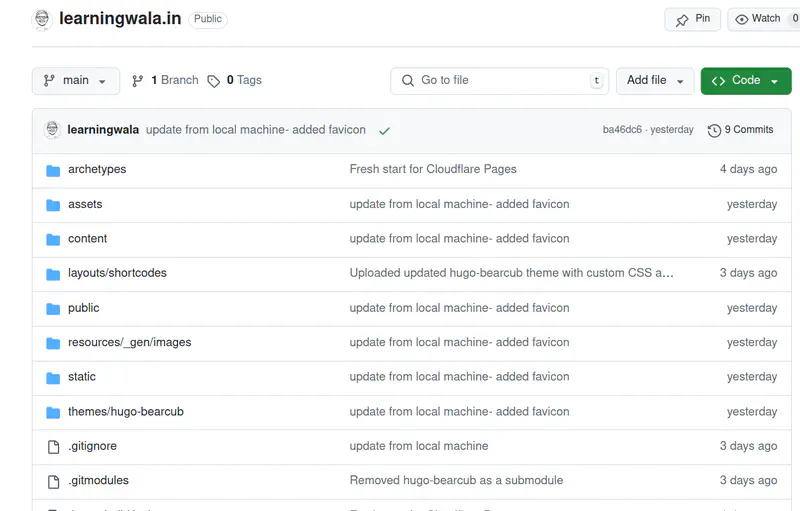 learningwala.in Public Pin Watch 0
main 1 Branch 0 Tags Go to file t Add file Code
learningwala update from local machine- added favicon ba46dc6 · yesterday 9 Commits
archetypes Fresh start for Cloudflare Pages 4 days ago
assets update from local machine- added favicon yesterday
content update from local machine- added favicon yesterday
layouts/shortcodes Uploaded updated hugo-bearcub theme with custom CSS a… 3 days ago
public update from local machine- added favicon yesterday
resources/_gen/images update from local machine- added favicon yesterday
static update from local machine- added favicon yesterday
themes/hugo-bearcub update from local machine- added favicon yesterday
.gitignore update from local machine 3 days ago
.gitmodules Removed hugo-bearcub as a submodule 3 days ago